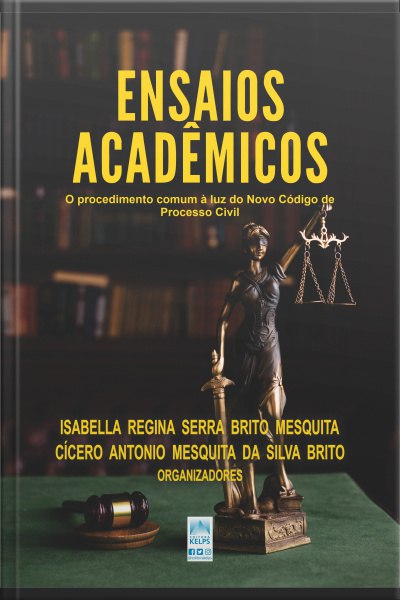 ENSAIOS
ACADÊMICOS
O procedimento comum à luz do Novo Código de
Processo Civil
ISABELLA REGINA SERRA BRITO MESQUITA
CÍCERO ANTONIO MESQUITA DA SILVA BRITO
ORGANIZADORES
EDITORA
KELPS